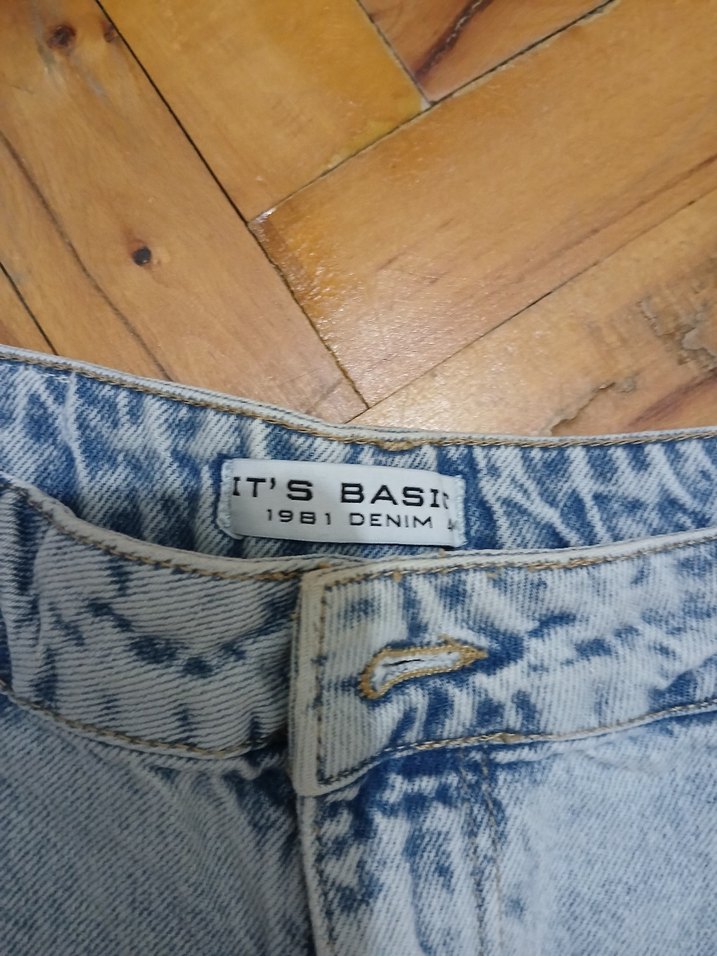 IT'S BASIC
1981 DENIM